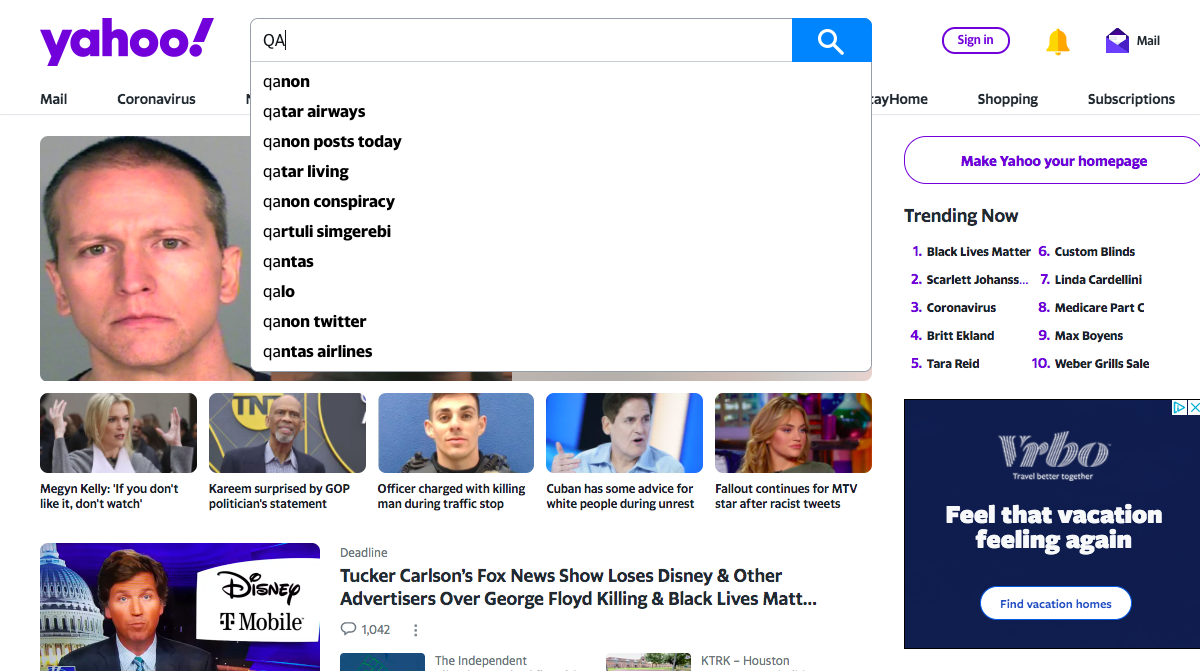 yahoo!
QA
Sign in
Mail
qanon
qatar airways
qanon posts today
qatar living
qanon conspiracy
qartuli simgerebi
qantas
qalo
qanon twitter
qantas airlines
Mail
Coronavirus
ayHome
Shopping
Subscriptions
Make Yahoo your homepage
Trending Now
1. Black Lives Matter
2. Scarlett Johanss...
3. Coronavirus
4. Britt Ekland
5. Tara Reid
6. Custom Blinds
7. Linda Cardellini
8. Medicare Part C
9. Max Boyens
10. Weber Grills Sale
TNT
Megyn Kelly: 'If you don't
like it, don't watch'
Kareem surprised by GOP
politician's statement
Officer charged with killing
man during traffic stop
Cuban has some advice for
white people during unrest
Fallout continues for MTV
star after racist tweets
Vrbo
Travel better together
Feel that vacation
feeling again
Find vacation homes
Disney
T Mobile
Deadline
Tucker Carlson's Fox News Show Loses Disney & Other
Advertisers Over George Floyd Killing & Black Lives Matt...
1,042
The Independent
KTRK – Houston